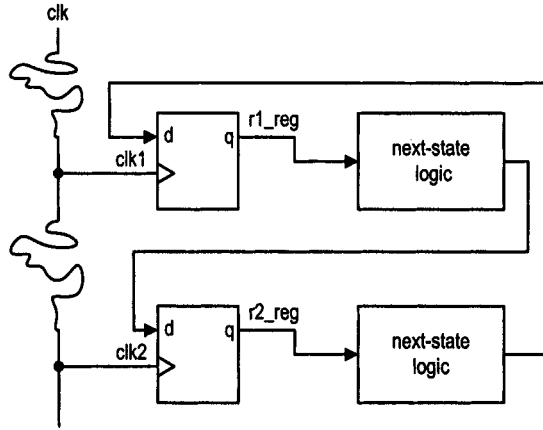 clk
d
q
r1_reg
clk1
next-state
logic
d
q
r2_reg
clk2
next-state
logic